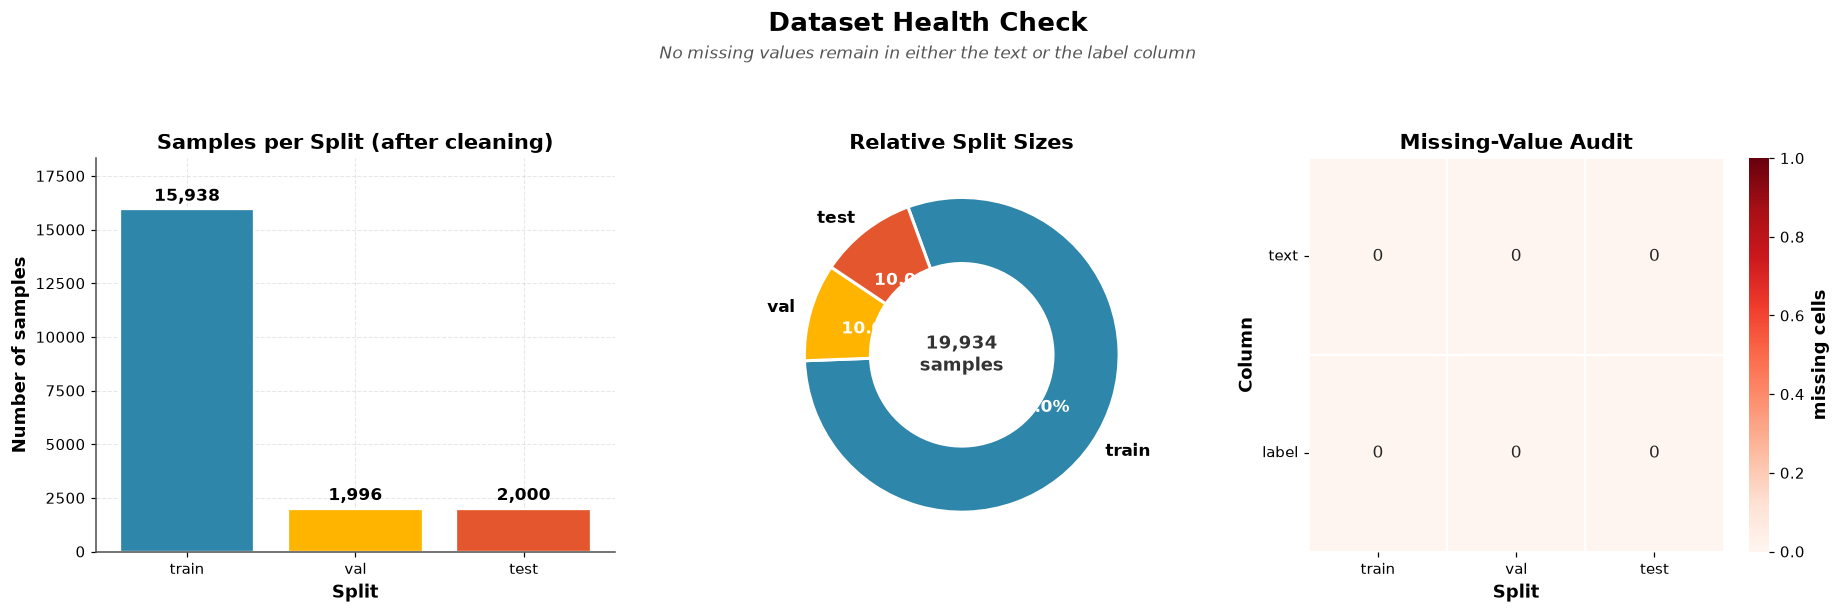 Dataset Health Check
No missing values remain in either the text or the label column
Samples per Split (after cleaning)
Number of samples
17500
15000
12500
10000
7500
5000
2500
0
15,938
1,996
2,000
train
val
test
Split
Relative Split Sizes
test
10.0
val
10.
19,934
samples
.0%
train
Missing-Value Audit
Column
text
label
0
0
0
0
0
0
train
val
test
Split
1.0
0.8
0.6
0.4
0.2
0.0
missing cells